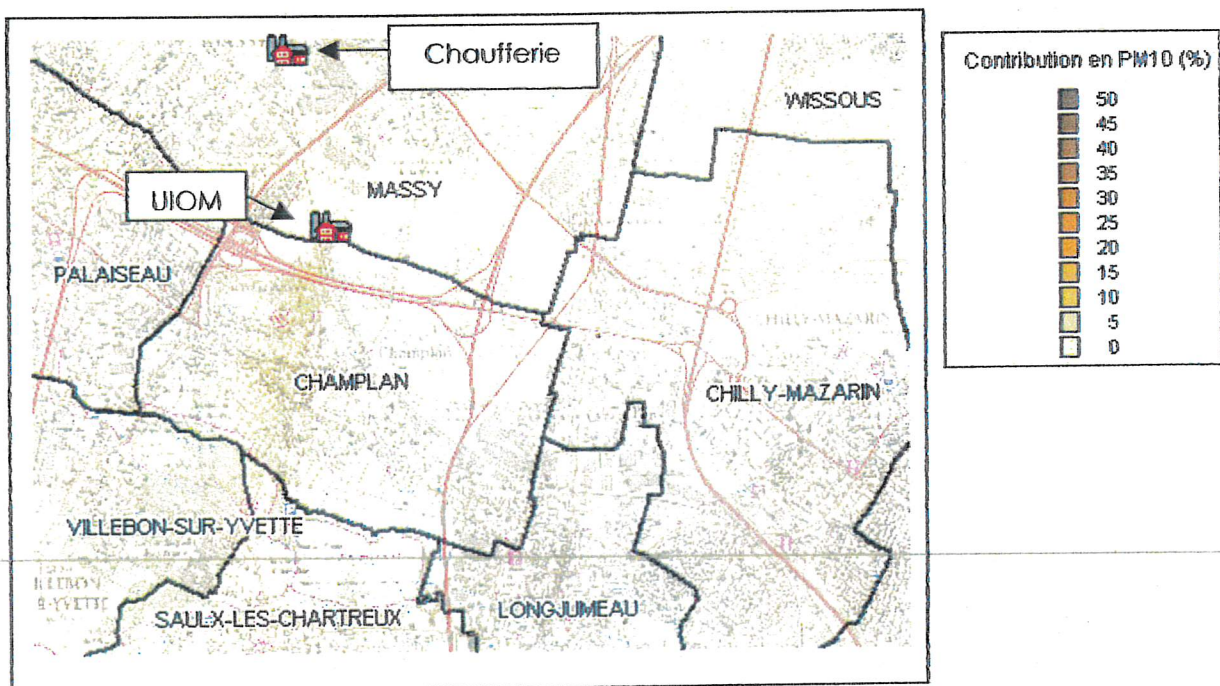 Chaufferie
WISSOUS
UIOM
MASSY
PALAISEAU
CHAMPLAN
Champlan
CHILLY-MAZARIN
VILLEBON-SUR-YVETTE
SAULX-LES-CHARTREUX
LONGJUMEAU
Contribution en PM10 (%)
50
45
40
35
30
25
20
15
10
5
0